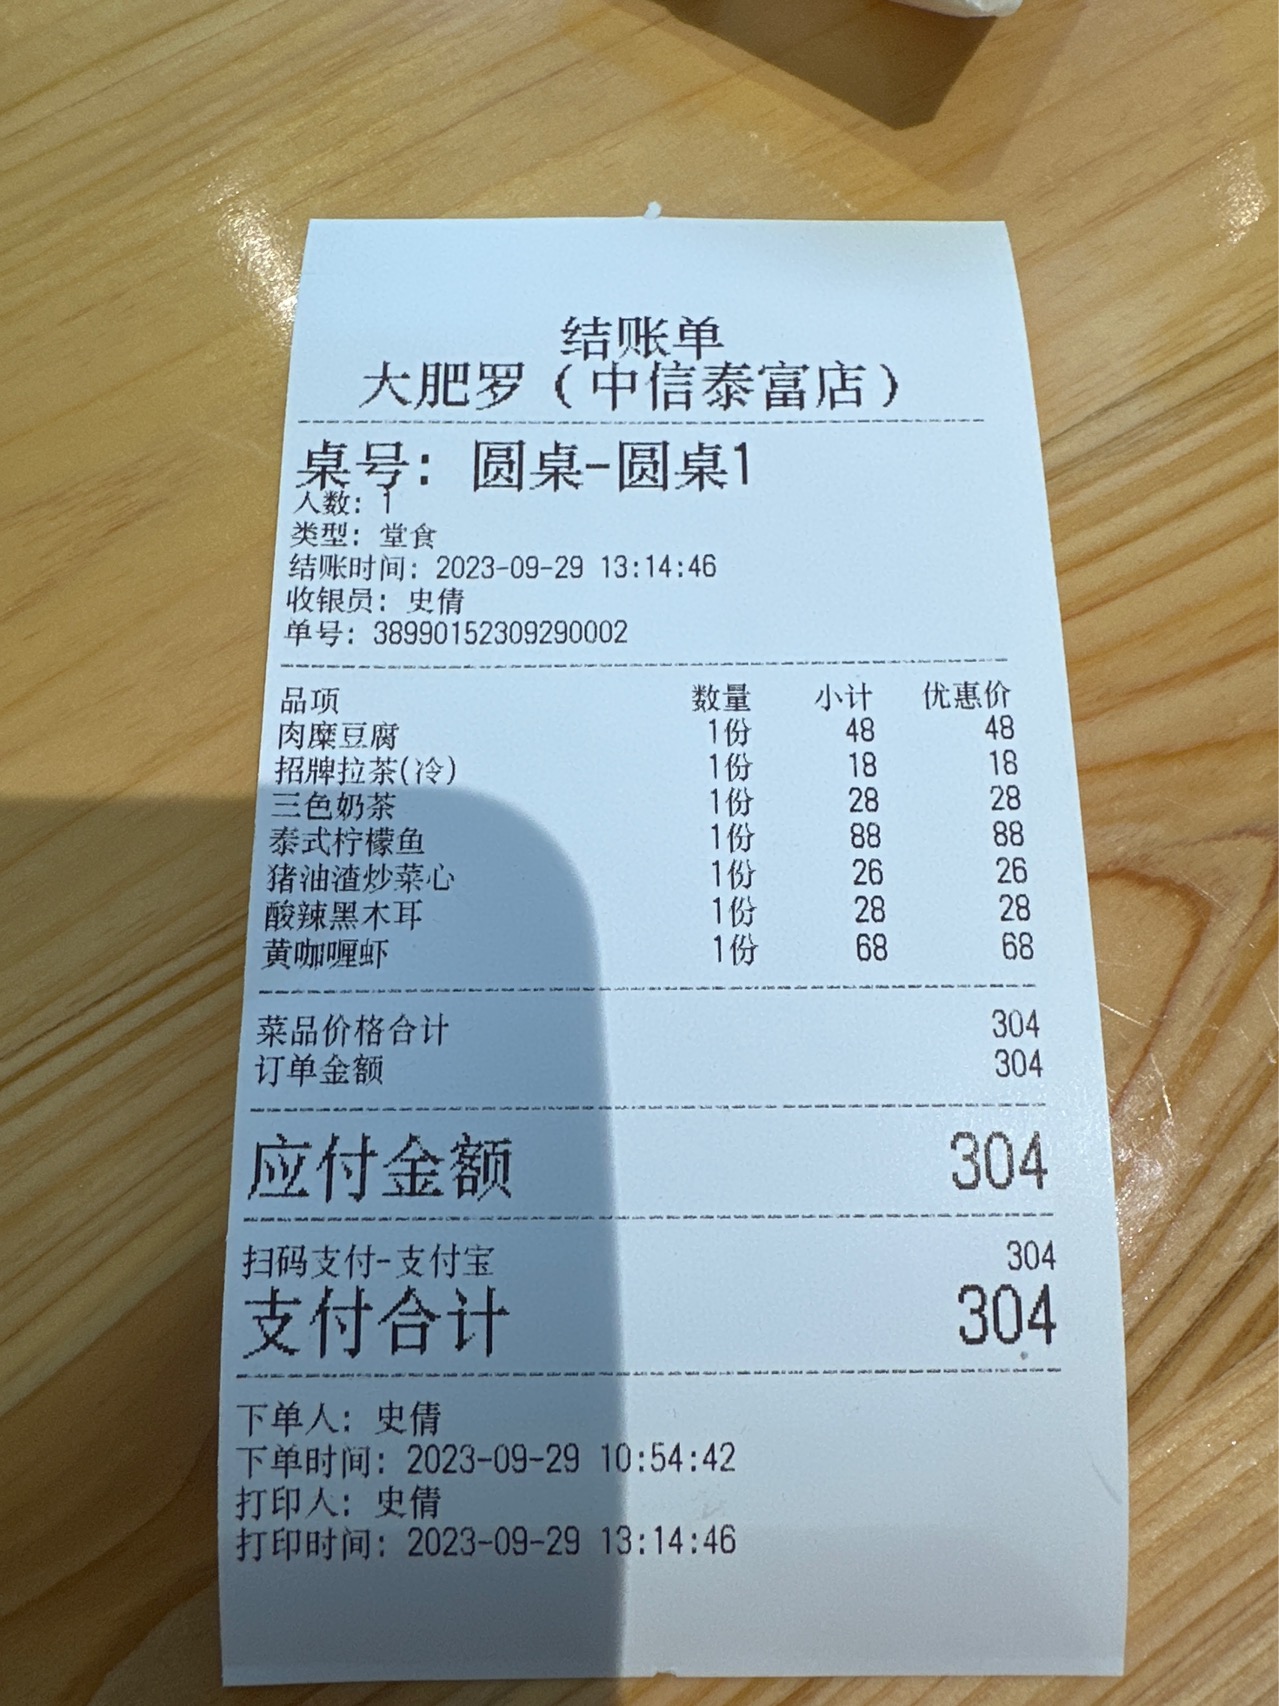 结账单
大肥罗（中信泰富店）
桌号: 圆桌-圆桌1
人数: 1
类型: 堂食
结账时间: 2023-09-29 13:14:46
收银员: 史倩
单号: 38990152309290002
品项 数量 小计 优惠价
肉糜豆腐 1份 48 48
招牌拉茶(冷) 1份 18 18
三色奶茶 1份 28 28
泰式柠檬鱼 1份 88 88
猪油渣炒菜心 1份 26 26
酸辣黑木耳 1份 28 28
黄咖喱虾 1份 68 68
菜品价格合计 304
订单金额 304
应付金额 304
扫码支付-支付宝 304
支付合计 304
下单人: 史倩
下单时间: 2023-09-29 10:54:42
打印人: 史倩
打印时间: 2023-09-29 13:14:46